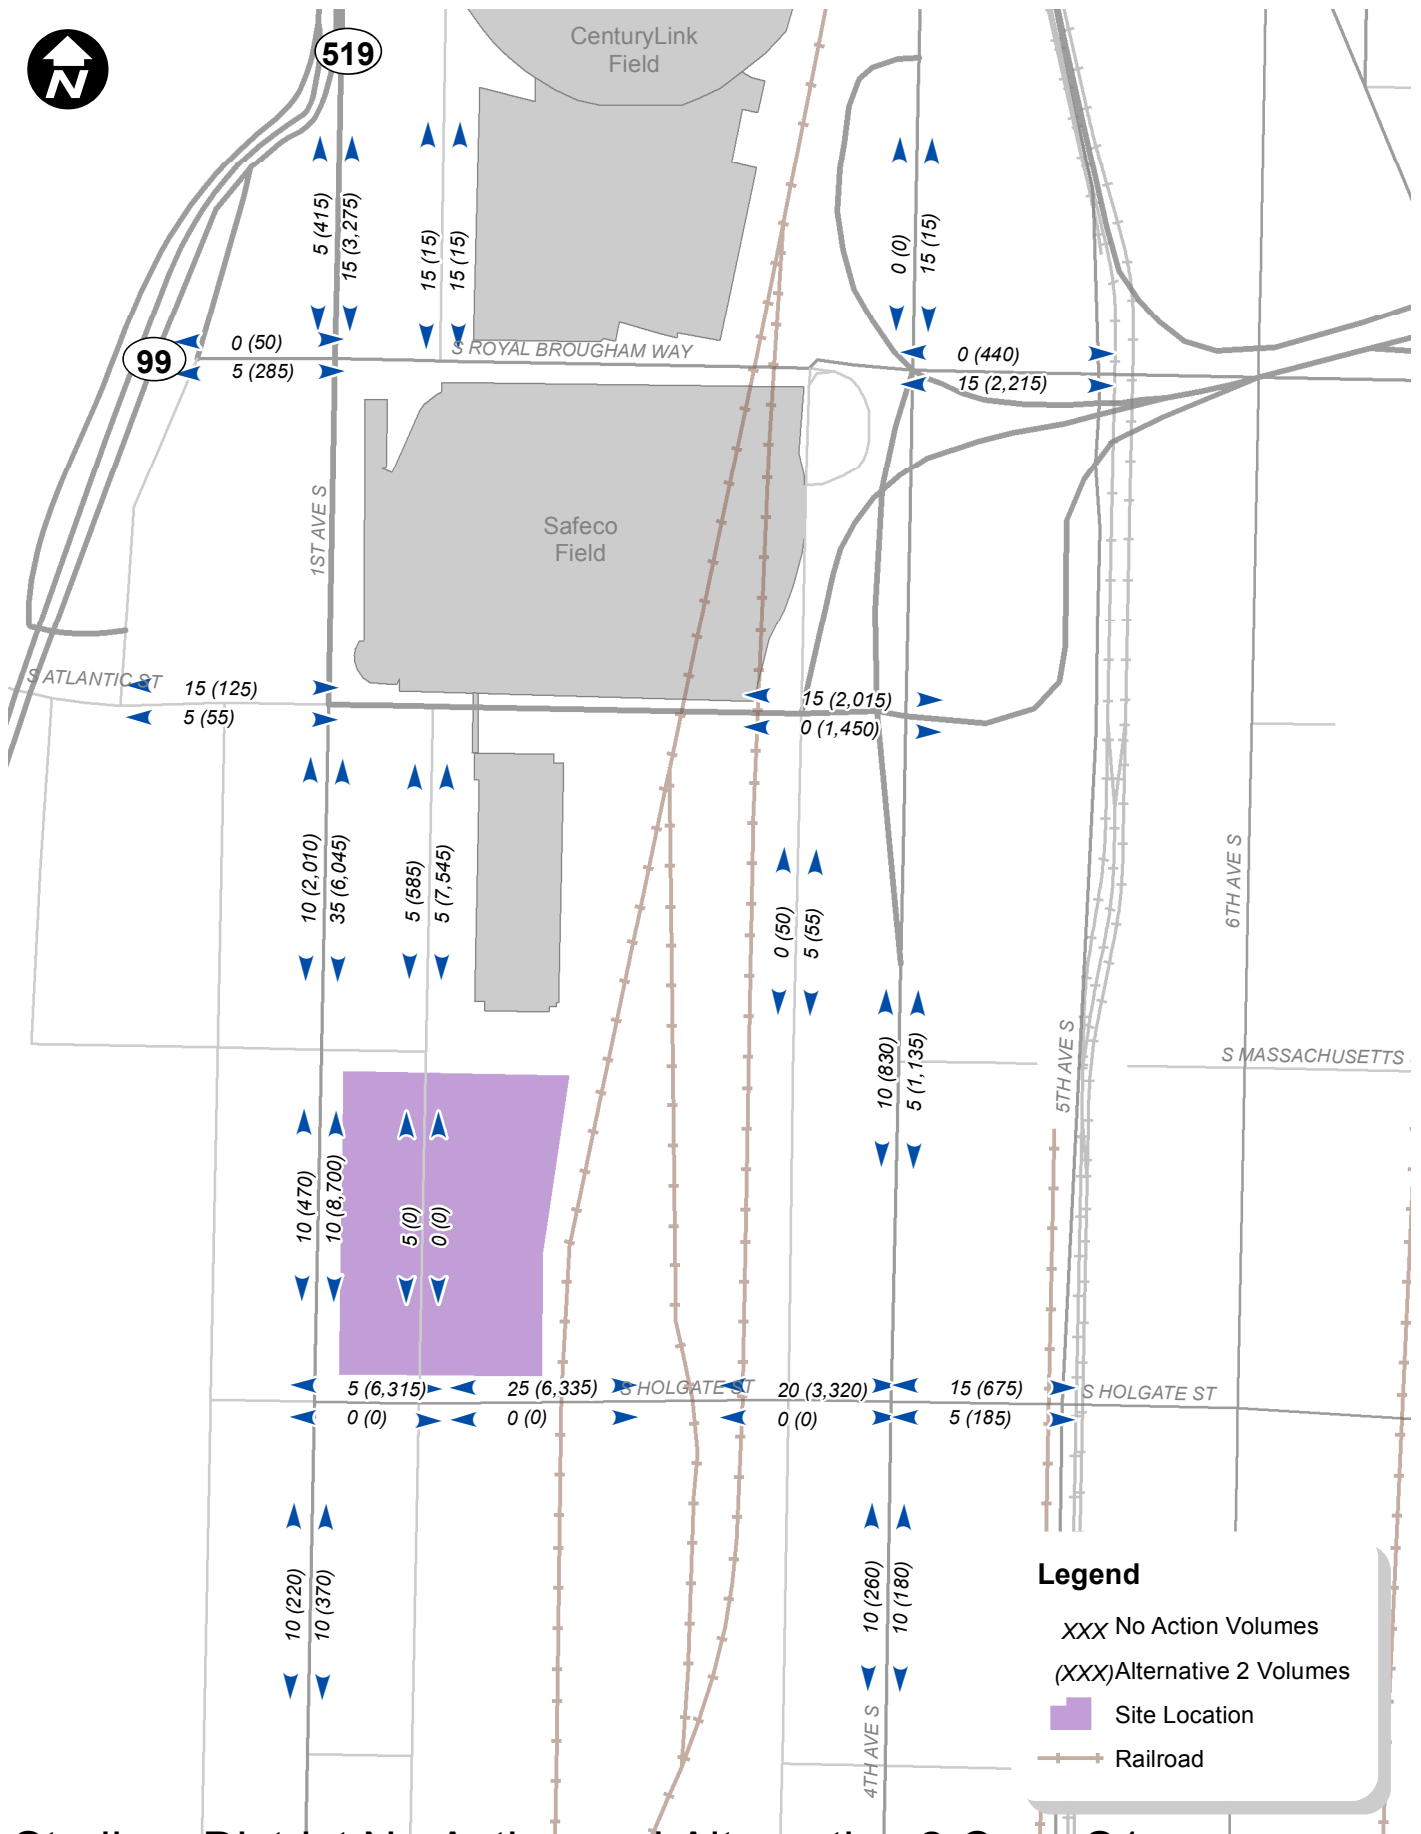 519
N
CenturyLink
Field
5 (415)
15 (3,275)
15 (15)
15 (15)
0 (0)
15 (15)
99
0 (50)
5 (285)
S ROYAL BROUGHAM WAY
0 (440)
15 (2,215)
1ST AVE S
Safeco
Field
S ATLANTIC ST
15 (125)
5 (55)
15 (2,015)
0 (1,450)
10 (2,010)
35 (6,045)
5 (585)
5 (7,545)
0 (50)
5 (55)
6TH AVE S
10 (830)
5 (1,135)
5TH AVE S
S MASSACHUSETTS
10 (470)
10 (8,700)
5 (0)
0 (0)
5 (6,315)
0 (0)
25 (6,335)
0 (0)
S HOLGATE ST
20 (3,320)
0 (0)
15 (675)
5 (185)
S HOLGATE ST
10 (220)
10 (370)
10 (260)
10 (180)
4TH AVE S
Legend
XXX No Action Volumes
(XXX) Alternative 2 Volumes
Site Location
Railroad